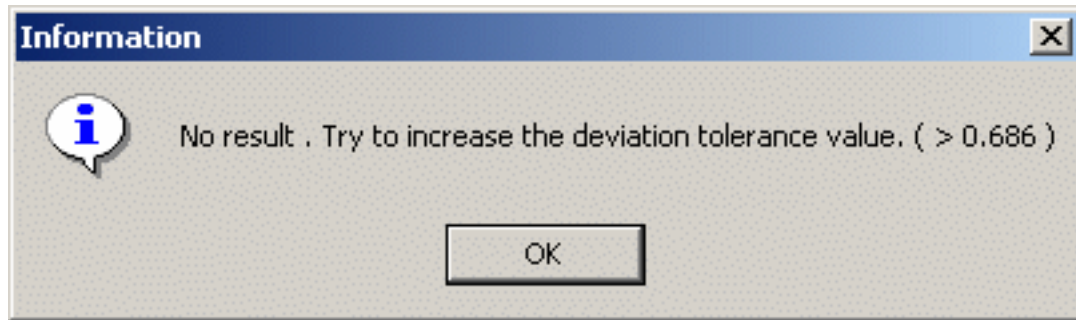 Information
No result . Try to increase the deviation tolerance value. ( > 0.686 )
OK